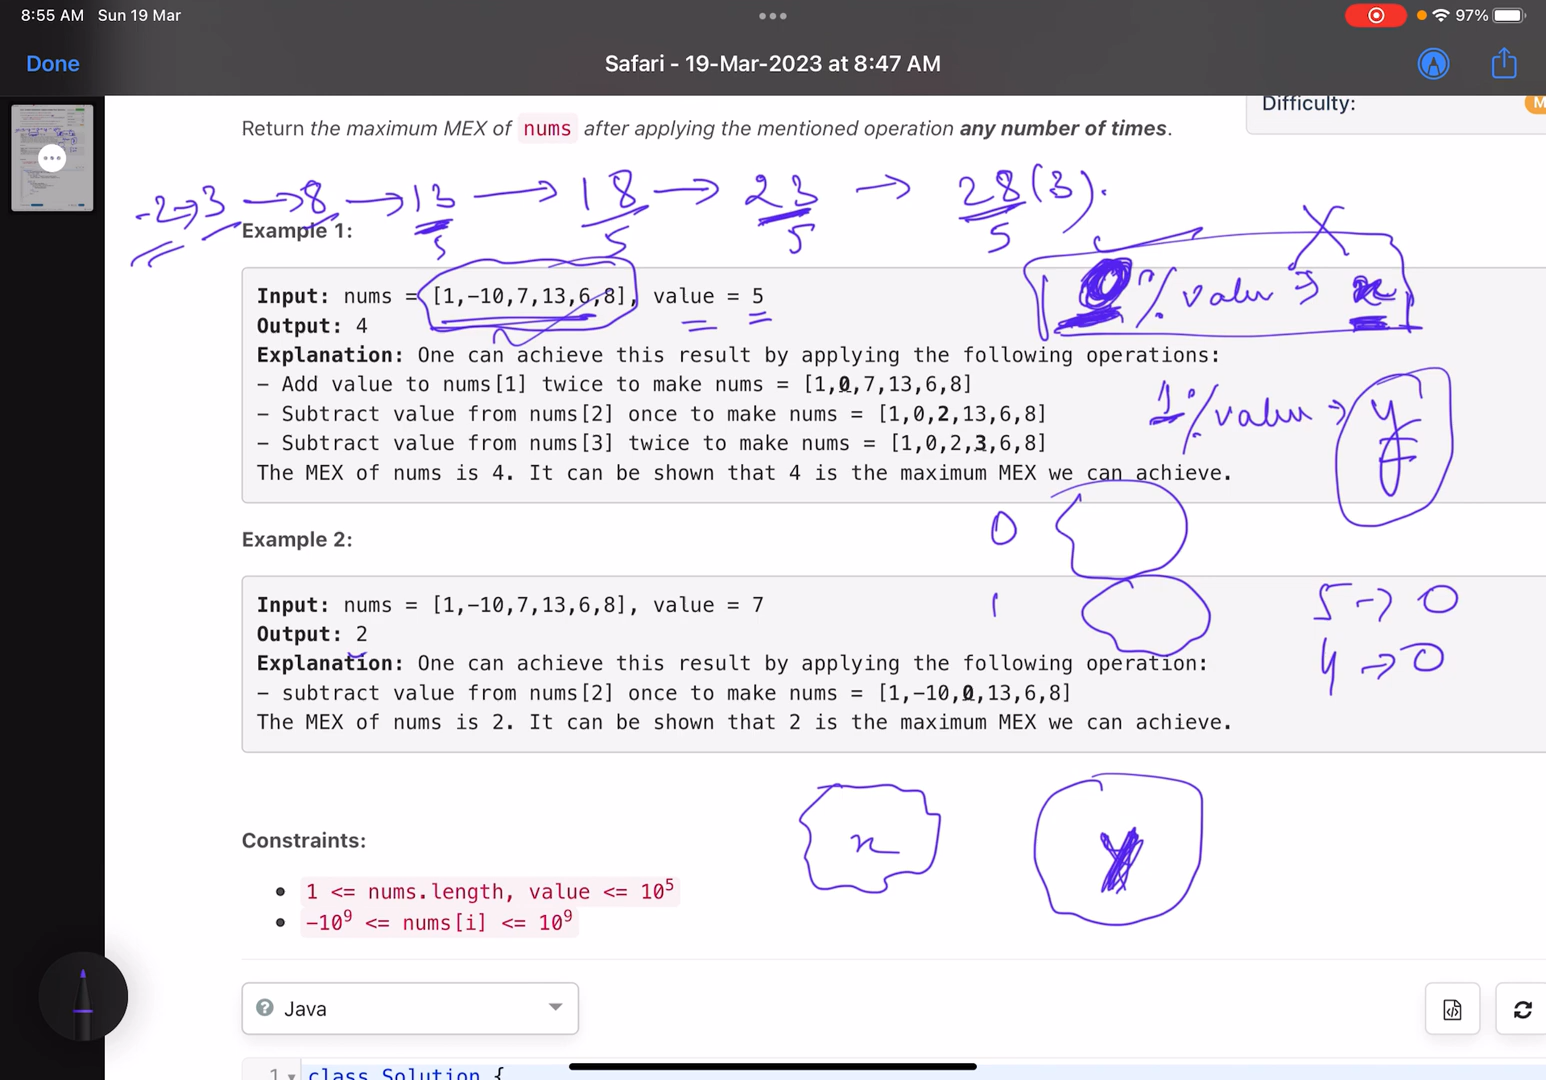 8:55 AM Sun 19 Mar
97%
Done
Safari - 19-Mar-2023 at 8:47 AM
Difficulty:
M
Return the maximum MEX of nums after applying the mentioned operation any number of times.
-2→3→8→13→18→23→28(3).
5 5 5 5
Example 1:
Input: nums = [1,-10,7,13,6,8], value = 5
Output: 4
Explanation: One can achieve this result by applying the following operations:
- Add value to nums[1] twice to make nums = [1,0,7,13,6,8]
- Subtract value from nums[2] once to make nums = [1,0,2,13,6,8]
- Subtract value from nums[3] twice to make nums = [1,0,2,3,6,8]
The MEX of nums is 4. It can be shown that 4 is the maximum MEX we can achieve.
X
0 % value → x
1 % value → y
Example 2:
0
Input: nums = [1,-10,7,13,6,8], value = 7
Output: 2
Explanation: One can achieve this result by applying the following operation:
- subtract value from nums[2] once to make nums = [1,-10,0,13,6,8]
The MEX of nums is 2. It can be shown that 2 is the maximum MEX we can achieve.
1
5 → 0
4 → 0
x
y
Constraints:
• 1 <= nums.length, value <= 10⁵
• -10⁹ <= nums[i] <= 10⁹
Java
1 class Solution {